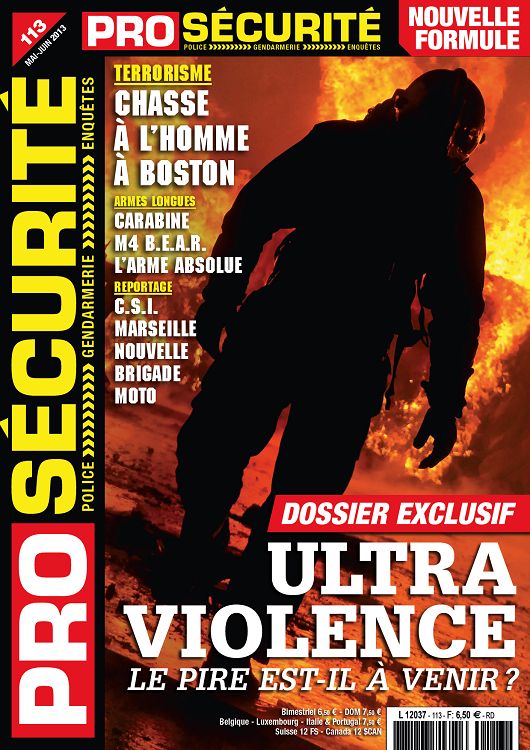 113
MAI-JUIN 2013
PRO SÉCURITÉ
POLICE GENDARMERIE ENQUÊTES
NOUVELLE
FORMULE
PRO SÉCURITÉ
POLICE GENDARMERIE ENQUÊTES
TERRORISME
CHASSE
À L'HOMME
À BOSTON
ARMES LONGUES
CARABINE
M4 B.E.A.R.
L'ARME ABSOLUE
REPORTAGE
C.S.I.
MARSEILLE
NOUVELLE
BRIGADE
MOTO
DOSSIER EXCLUSIF
ULTRA
VIOLENCE
LE PIRE EST-IL À VENIR ?
Bimestriel 6,50 € - DOM 7,50 €
Belgique - Luxembourg - Italie & Portugal 7,50 €
Suisse 12 FS - Canada 12 $CAN
L 12037 - 113 - F: 6,50 € - RD